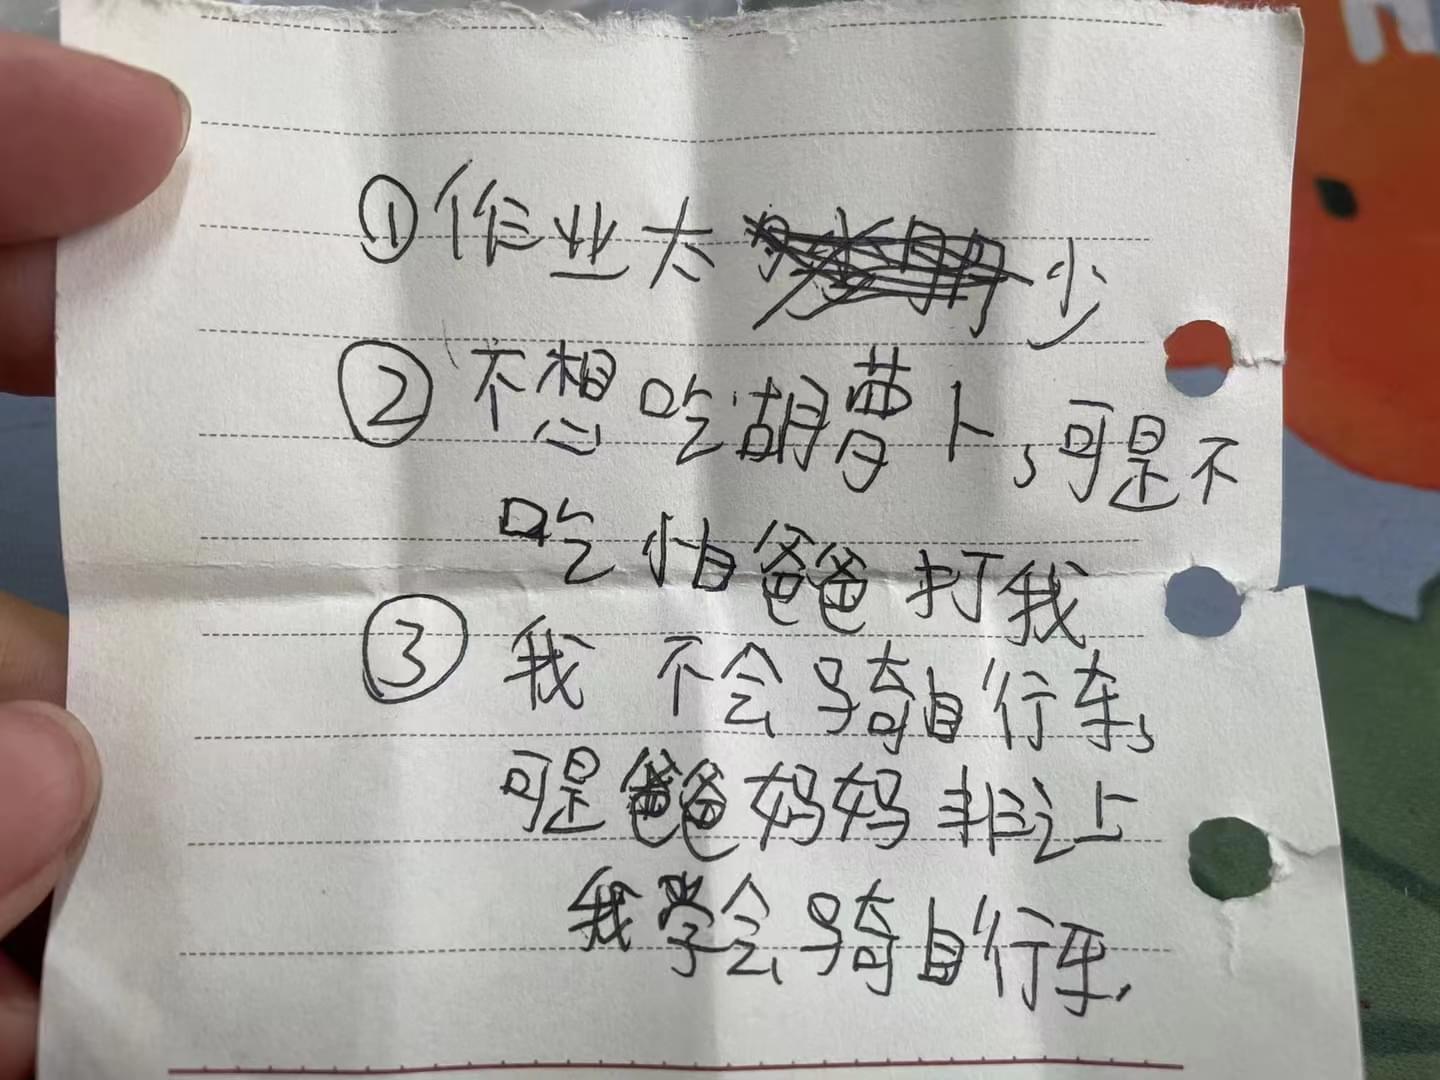 ①作业太少
②不想吃胡萝卜,可是不
吃怕爸爸打我
③我不会骑自行车,
可是爸爸妈妈非让
我学会骑自行车.